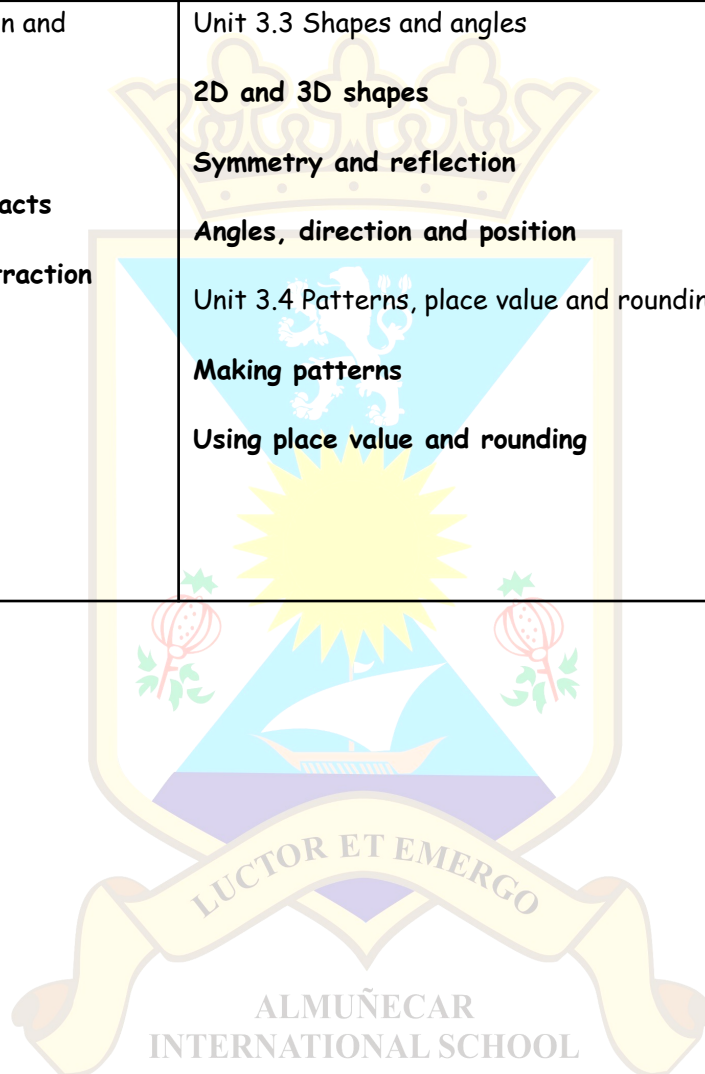 n and
acts
traction
Unit 3.3 Shapes and angles
2D and 3D shapes
Symmetry and reflection
Angles, direction and position
Unit 3.4 Patterns, place value and roundin
Making patterns
Using place value and rounding
LUCTOR ET EMERGO
ALMUÑECAR
INTERNATIONAL SCHOOL